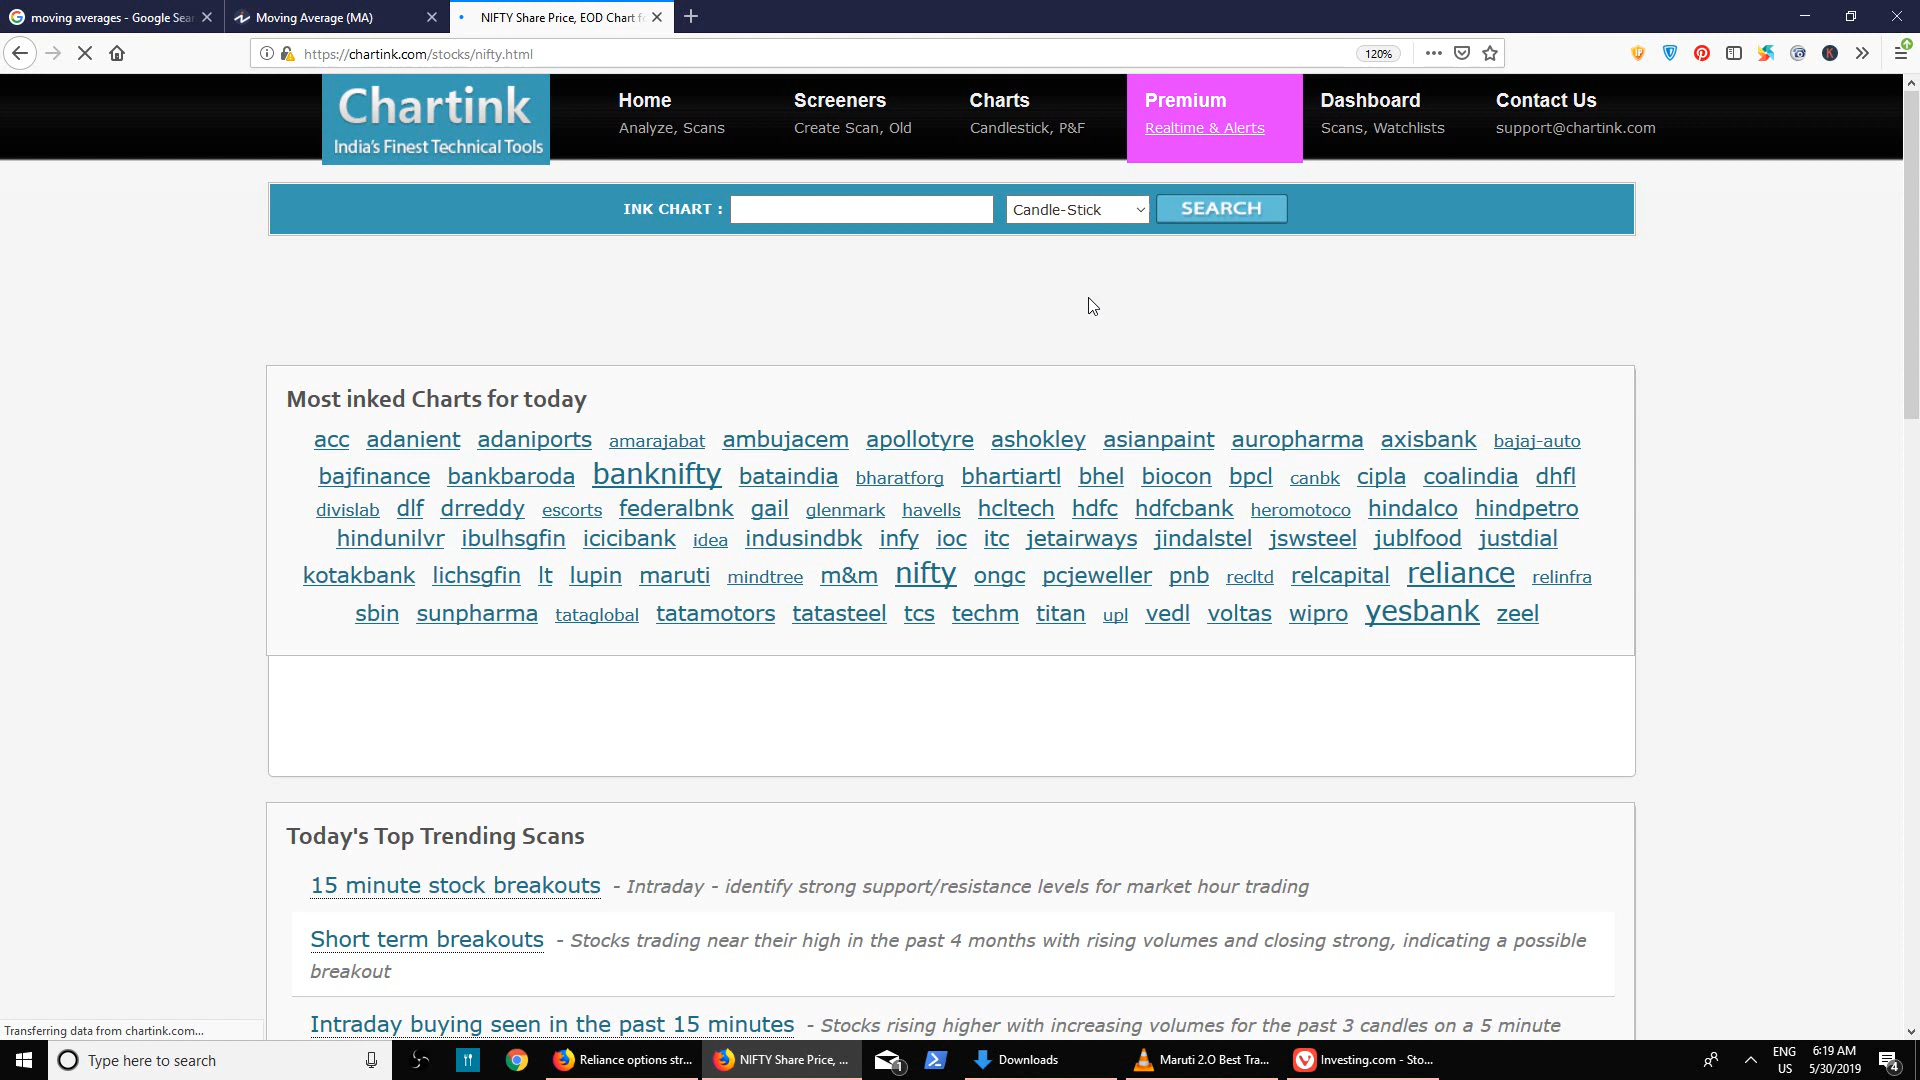 moving averages - Google Sea
Moving Average (MA)
NIFTY Share Price, EOD Chart f
https://chartink.com/stocks/nifty.html
120%
Chartink
India's Finest Technical Tools
Home
Analyze, Scans
Screeners
Create Scan, Old
Charts
Candlestick, P&F
Premium
Realtime & Alerts
Dashboard
Scans, Watchlists
Contact Us
support@chartink.com
INK CHART :
Candle-Stick
SEARCH
Most inked Charts for today
acc adanient adaniports amarajabat ambujacem apollotyre ashokley asianpaint auropharma axisbank bajaj-auto
bajfinance bankbaroda banknifty bataindia bharatforg bhartiartl bhel biocon bpcl canbk cipla coalindia dhfl
divislab dlf drreddy escorts federalbnk gail glenmark havells hcltech hdfc hdfcbank heromotoco hindalco hindpetro
hindunilvr ibulhsgfin icicibank idea indusindbk infy ioc itc jetairways jindalstel jswsteel jublfood justdial
kotakbank lichsgfin lt lupin maruti mindtree m&m nifty ongc pcjeweller pnb recltd relcapital reliance relinfra
sbin sunpharma tataglobal tatamotors tatasteel tcs techm titan upl vedl voltas wipro yesbank zeel
Today's Top Trending Scans
15 minute stock breakouts - Intraday - identify strong support/resistance levels for market hour trading
Short term breakouts - Stocks trading near their high in the past 4 months with rising volumes and closing strong, indicating a possible
breakout
Intraday buying seen in the past 15 minutes - Stocks rising higher with increasing volumes for the past 3 candles on a 5 minute
Transferring data from chartink.com...
Type here to search
Reliance options str...
NIFTY Share Price, ...
1
Downloads
Maruti 2.O Best Tra...
Investing.com - Sto...
ENG
US
6:19 AM
5/30/2019
4